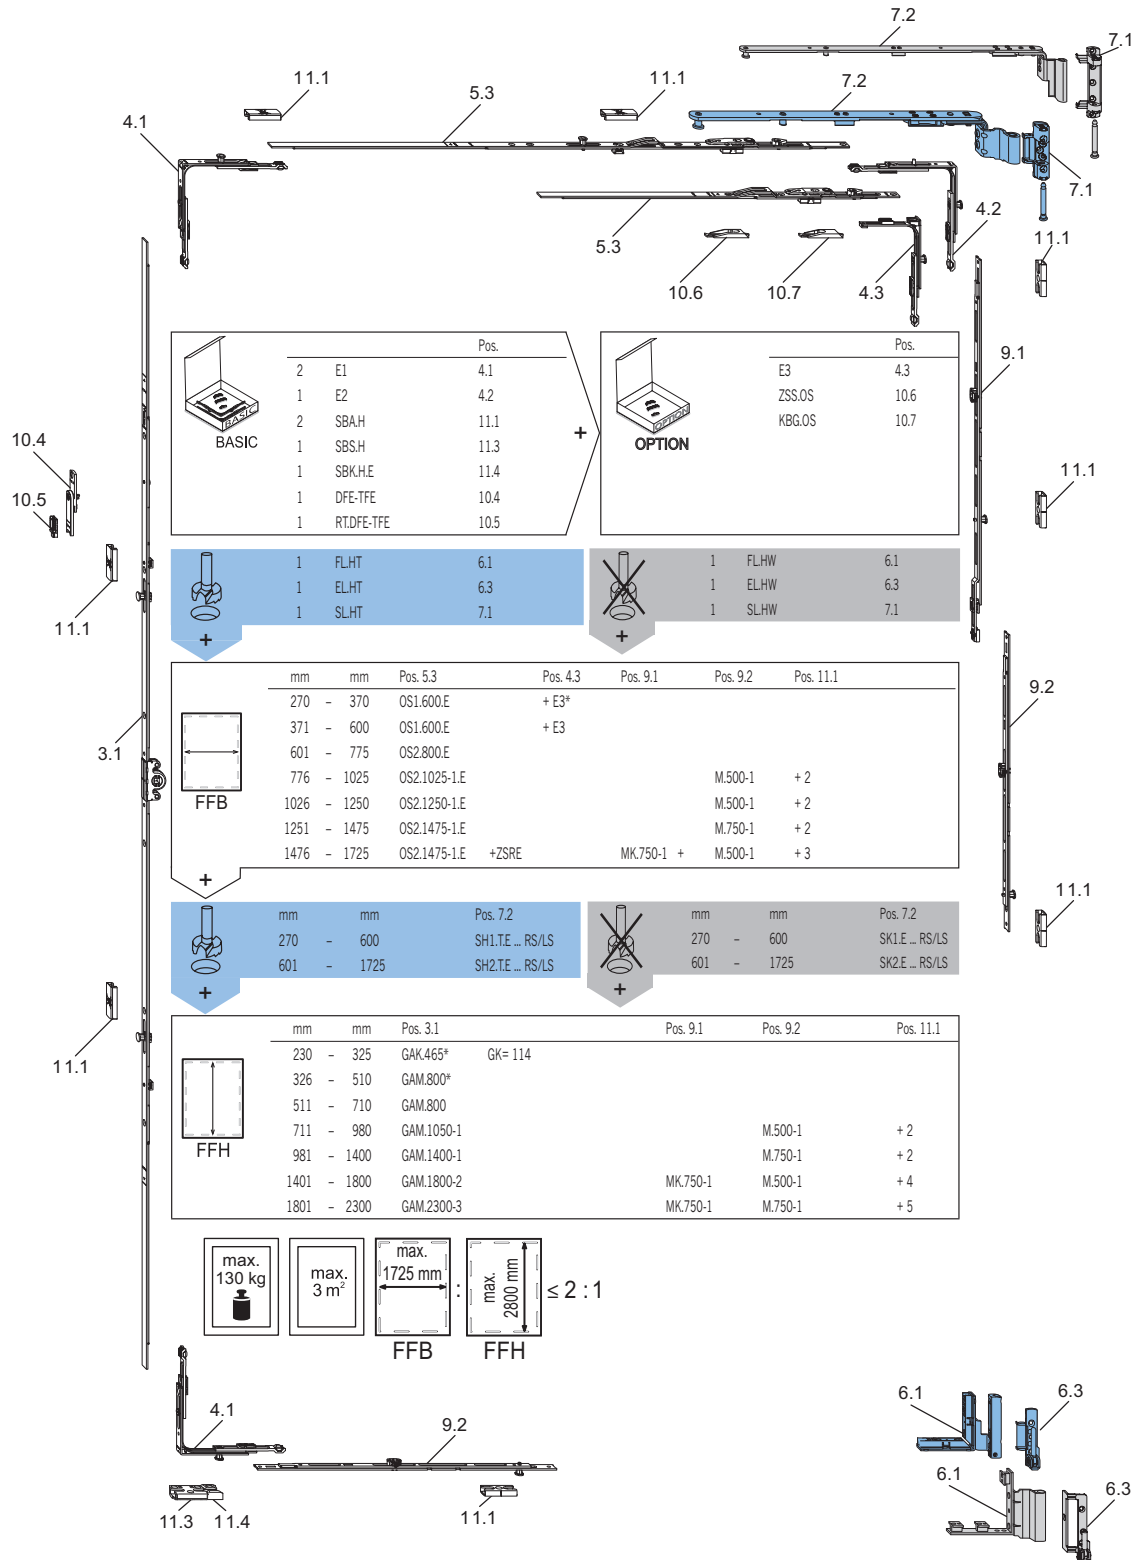 7.2
7.1
11.1
11.1
7.2
5.3
4.1
7.1
4.2
5.3
11.1
10.6
10.7
4.3
9.1
Pos.
2 E1 4.1
1 E2 4.2
2 SBA.H 11.1
1 SBS.H 11.3
1 SBK.H.E 11.4
1 DFE-TFE 10.4
1 RT.DFE-TFE 10.5
BASIC
BASIC
+
Pos.
E3 4.3
ZSS.OS 10.6
KBG.OS 10.7
OPTION
OPTION
10.4
10.5
11.1
11.1
1 FL.HT 6.1
1 EL.HT 6.3
1 SL.HT 7.1
+
1 FL.HW 6.1
1 EL.HW 6.3
1 SL.HW 7.1
+
mm mm Pos. 5.3 Pos. 4.3 Pos. 9.1 Pos. 9.2 Pos. 11.1
270 – 370 OS1.600.E + E3*
371 – 600 OS1.600.E + E3
601 – 775 OS2.800.E
776 – 1025 OS2.1025-1.E M.500-1 + 2
1026 – 1250 OS2.1250-1.E M.500-1 + 2
1251 – 1475 OS2.1475-1.E M.750-1 + 2
1476 – 1725 OS2.1475-1.E +ZSRE MK.750-1 + M.500-1 + 3
FFB
+
3.1
9.2
mm mm Pos. 7.2
270 – 600 SH1.T.E ... RS/LS
601 – 1725 SH2.T.E ... RS/LS
+
mm mm Pos. 7.2
270 – 600 SK1.E ... RS/LS
601 – 1725 SK2.E ... RS/LS
+
11.1
11.1
mm mm Pos. 3.1 Pos. 9.1 Pos. 9.2 Pos. 11.1
230 – 325 GAK.465* GK= 114
326 – 510 GAM.800*
511 – 710 GAM.800
711 – 980 GAM.1050-1 M.500-1 + 2
981 – 1400 GAM.1400-1 M.750-1 + 2
1401 – 1800 GAM.1800-2 MK.750-1 M.500-1 + 4
1801 – 2300 GAM.2300-3 MK.750-1 M.750-1 + 5
FFH
max.
130 kg
max.
3 m²
max.
1725 mm
FFB
:
max.
2800 mm
FFH
≤ 2 : 1
4.1
9.2
11.3
11.4
11.1
6.1
6.3
6.1
6.3